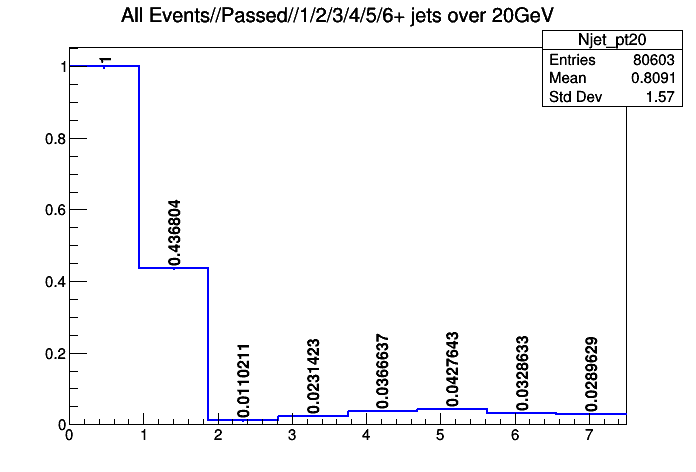 All Events//Passed//1/2/3/4/5/6+ jets over 20GeV
Njet_pt20
Entries 80603
Mean 0.8091
Std Dev 1.57
1
0.8
0.6
0.4
0.2
0
1
0.436804
0.0110211
0.0231423
0.0366637
0.0427643
0.0328633
0.0289629
0 1 2 3 4 5 6 7